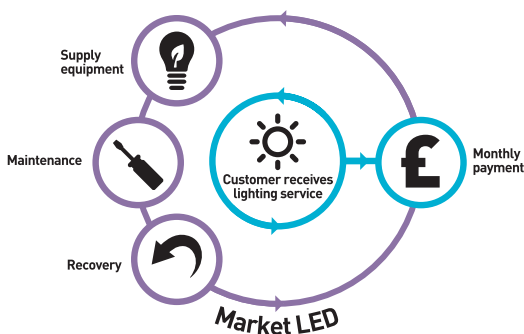 Supply
equipment
Maintenance
Recovery
Customer receives
lighting service
£
Monthly
payment
Market LED